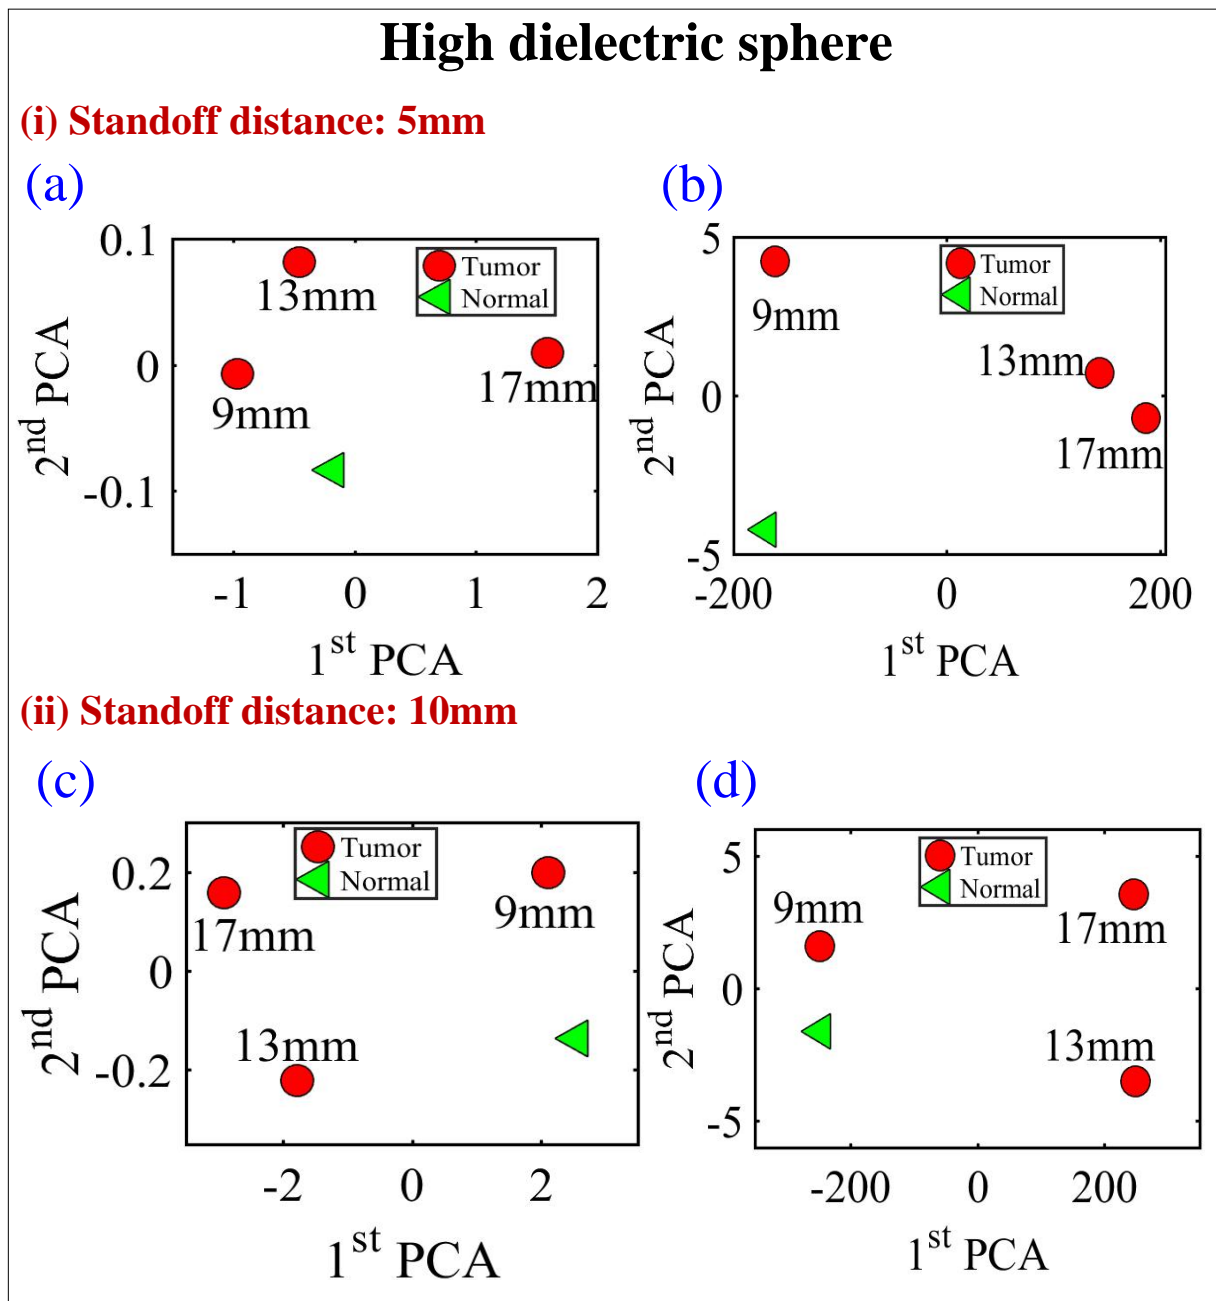 High dielectric sphere
(i) Standoff distance: 5mm
(a)
(b)
0.1
0
-0.1
2nd PCA
13mm
9mm
17mm
Tumor
Normal
-1 0 1 2
1st PCA
5
0
-5
2nd PCA
9mm
13mm
17mm
Tumor
Normal
-200 0 200
1st PCA
(ii) Standoff distance: 10mm
(c)
(d)
0.2
0
-0.2
2nd PCA
17mm
9mm
13mm
Tumor
Normal
-2 0 2
1st PCA
5
0
-5
2nd PCA
9mm
17mm
13mm
Tumor
Normal
-200 0 200
1st PCA